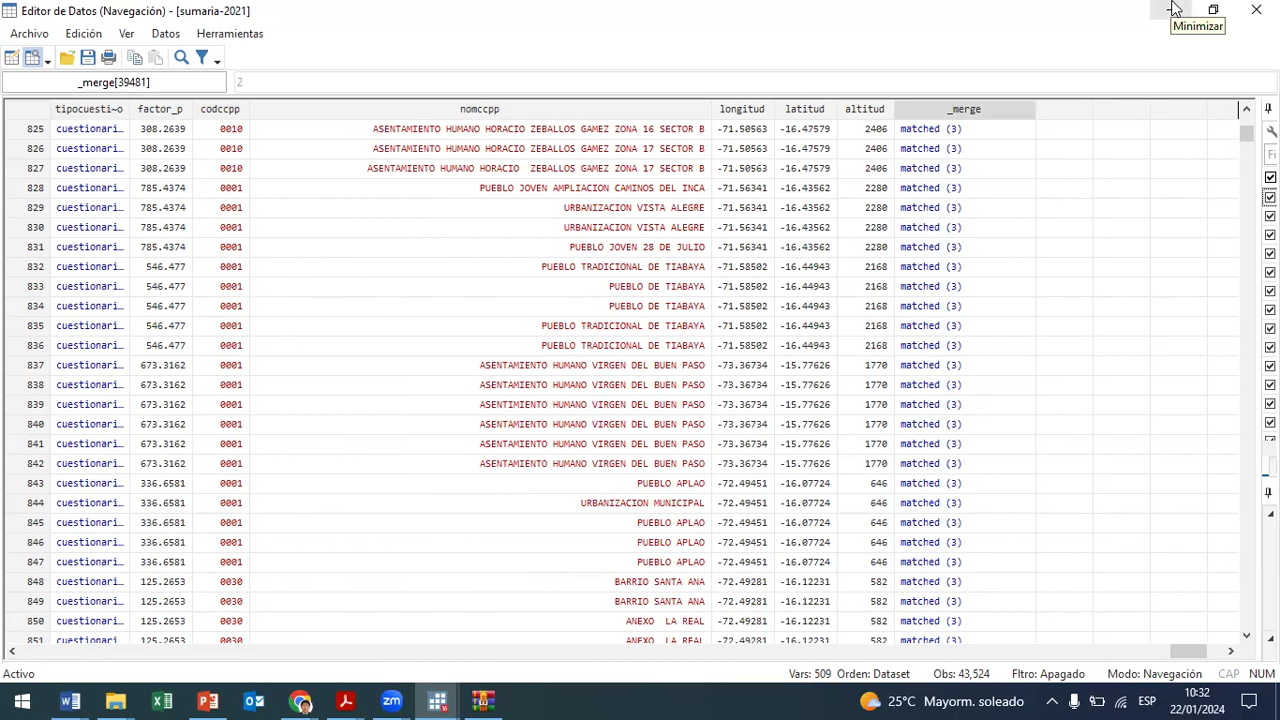 Editor de Datos (Navegación) - [sumaria-2021]
Minimizar
Archivo Edición Ver Datos Herramientas
_merge[39481] 2
tipocuesti~o factor_p codccpp nomccpp longitud latitud altitud _merge
825 cuestionari… 308.2639 0010 ASENTAMIENTO HUMANO HORACIO ZEBALLOS GAMEZ ZONA 16 SECTOR B -71.50563 -16.47579 2406 matched (3)
826 cuestionari… 308.2639 0010 ASENTAMIENTO HUMANO HORACIO ZEBALLOS GAMEZ ZONA 17 SECTOR B -71.50563 -16.47579 2406 matched (3)
827 cuestionari… 308.2639 0010 ASENTAMIENTO HUMANO HORACIO  ZEBALLOS GAMEZ ZONA 17 SECTOR B -71.50563 -16.47579 2406 matched (3)
828 cuestionari… 785.4374 0001 PUEBLO JOVEN AMPLIACION CAMINOS DEL INCA -71.56341 -16.43562 2280 matched (3)
829 cuestionari… 785.4374 0001 URBANIZACION VISTA ALEGRE -71.56341 -16.43562 2280 matched (3)
830 cuestionari… 785.4374 0001 URBANIZACION VISTA ALEGRE -71.56341 -16.43562 2280 matched (3)
831 cuestionari… 785.4374 0001 PUEBLO JOVEN 28 DE JULIO -71.56341 -16.43562 2280 matched (3)
832 cuestionari… 546.477 0001 PUEBLO TRADICIONAL DE TIABAYA -71.58502 -16.44943 2168 matched (3)
833 cuestionari… 546.477 0001 PUEBLO DE TIABAYA -71.58502 -16.44943 2168 matched (3)
834 cuestionari… 546.477 0001 PUEBLO DE TIABAYA -71.58502 -16.44943 2168 matched (3)
835 cuestionari… 546.477 0001 PUEBLO TRADICIONAL DE TIABAYA -71.58502 -16.44943 2168 matched (3)
836 cuestionari… 546.477 0001 PUEBLO TRADICIONAL DE TIABAYA -71.58502 -16.44943 2168 matched (3)
837 cuestionari… 673.3162 0001 ASENTAMIENTO HUMANO VIRGEN DEL BUEN PASO -73.36734 -15.77626 1770 matched (3)
838 cuestionari… 673.3162 0001 ASENTAMIENTO HUMANO VIRGEN DEL BUEN PASO -73.36734 -15.77626 1770 matched (3)
839 cuestionari… 673.3162 0001 ASENTIMIENTO HUMANO VIRGEN DEL BUEN PASO -73.36734 -15.77626 1770 matched (3)
840 cuestionari… 673.3162 0001 ASENTAMIENTO HUMANO VIRGEN DEL BUEN PASO -73.36734 -15.77626 1770 matched (3)
841 cuestionari… 673.3162 0001 ASENTAMIENTO HUMANO VIRGEN DEL BUEN PASO -73.36734 -15.77626 1770 matched (3)
842 cuestionari… 673.3162 0001 ASENTAMIENTO HUMANO VIRGEN DEL BUEN PASO -73.36734 -15.77626 1770 matched (3)
843 cuestionari… 336.6581 0001 PUEBLO APLAO -72.49451 -16.07724 646 matched (3)
844 cuestionari… 336.6581 0001 URBANIZACION MUNICIPAL -72.49451 -16.07724 646 matched (3)
845 cuestionari… 336.6581 0001 PUEBLO APLAO -72.49451 -16.07724 646 matched (3)
846 cuestionari… 336.6581 0001 PUEBLO APLAO -72.49451 -16.07724 646 matched (3)
847 cuestionari… 336.6581 0001 PUEBLO APLAO -72.49451 -16.07724 646 matched (3)
848 cuestionari… 125.2653 0030 BARRIO SANTA ANA -72.49281 -16.12231 582 matched (3)
849 cuestionari… 125.2653 0030 BARRIO SANTA ANA -72.49281 -16.12231 582 matched (3)
850 cuestionari… 125.2653 0030 ANEXO  LA REAL -72.49281 -16.12231 582 matched (3)
851 cuestionari… 125.2653 0030 ANEXO  LA REAL -72.49281 -16.12231 582 matched (3)
Fi
Activo Vars: 509 Orden: Dataset Obs: 43,524 Filtro: Apagado Modo: Navegación CAP NUM
25°C Mayorm. soleado ESP 10:32
22/01/2024